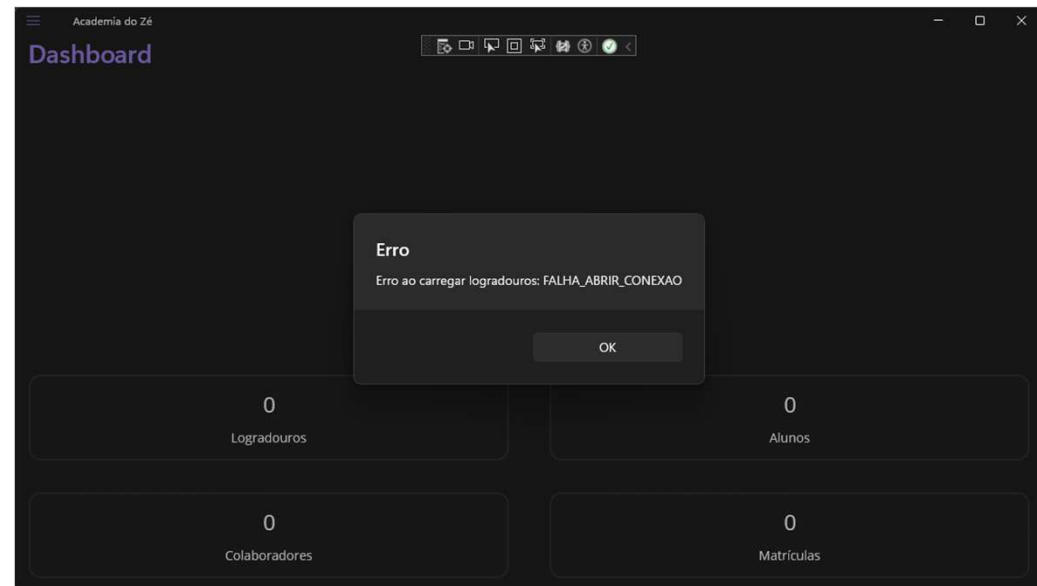 Academia do Zé
Dashboard
Erro
Erro ao carregar logradouros: FALHA_ABRIR_CONEXAO
OK
0
Logradouros
0
Alunos
0
Colaboradores
0
Matrículas